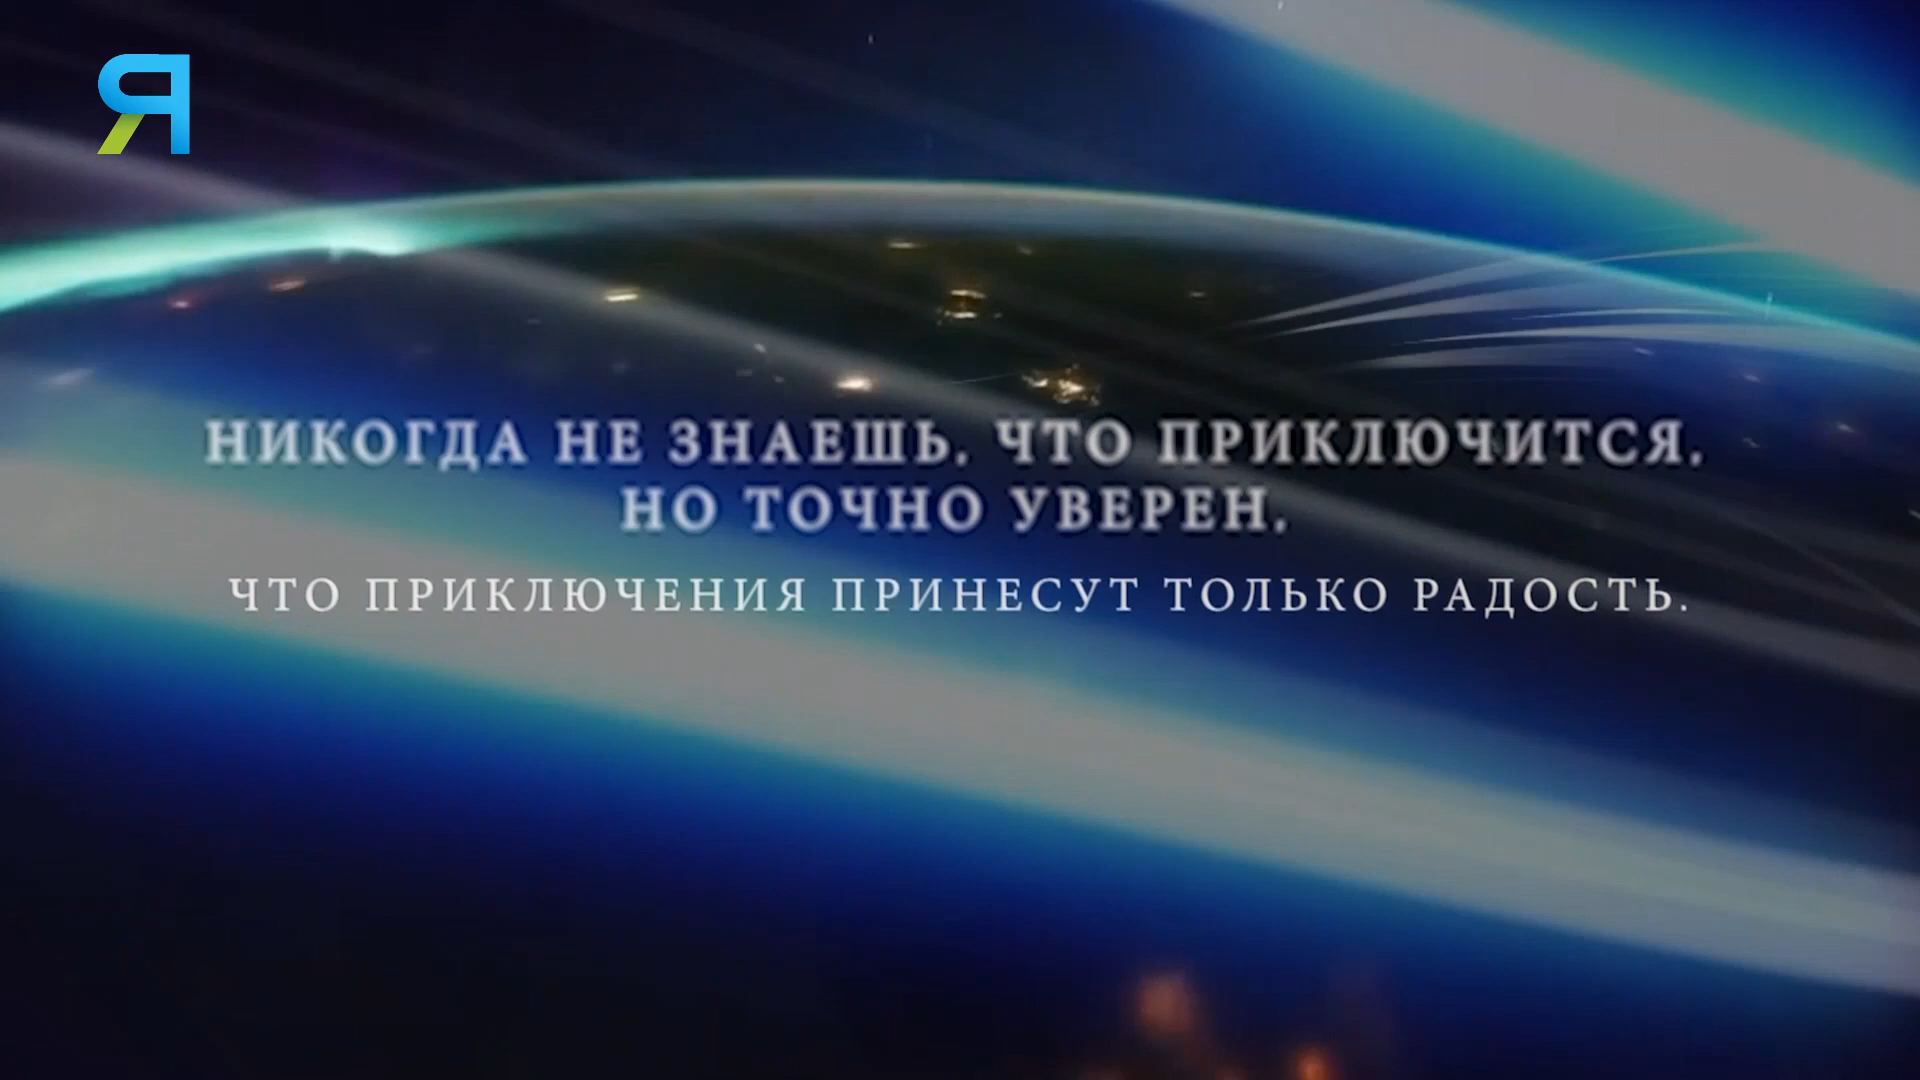 Я
НИКОГДА НЕ ЗНАЕШЬ, ЧТО ПРИКЛЮЧИТСЯ,
НО ТОЧНО УВЕРЕН,
ЧТО ПРИКЛЮЧЕНИЯ ПРИНЕСУТ ТОЛЬКО РАДОСТЬ.